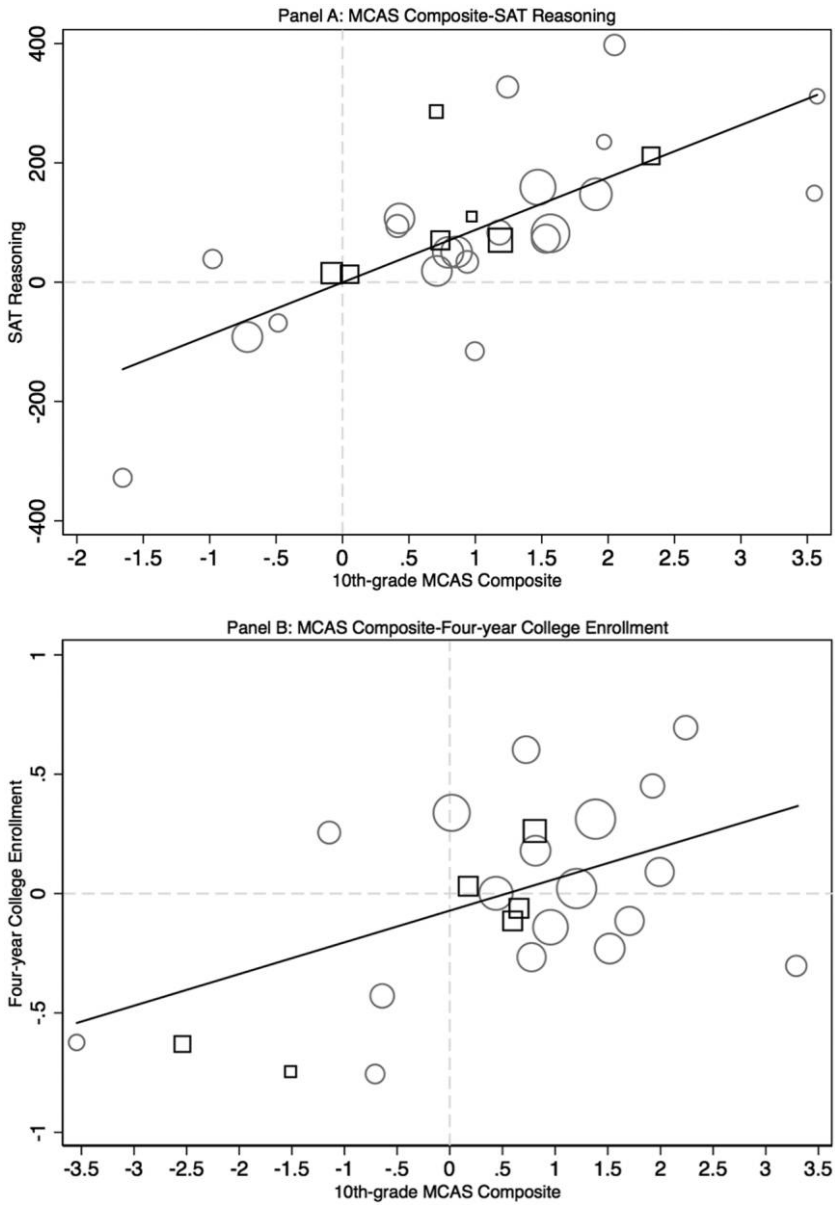 Panel A: MCAS Composite-SAT Reasoning
400
200
0
-200
-400
SAT Reasoning
-2 -1.5 -1 -.5 0 .5 1 1.5 2 2.5 3 3.5
10th-grade MCAS Composite
Panel B: MCAS Composite-Four-year College Enrollment
1
.5
0
-.5
-1
Four-year College Enrollment
-3.5 -3 -2.5 -2 -1.5 -1 -.5 0 .5 1 1.5 2 2.5 3 3.5
10th-grade MCAS Composite